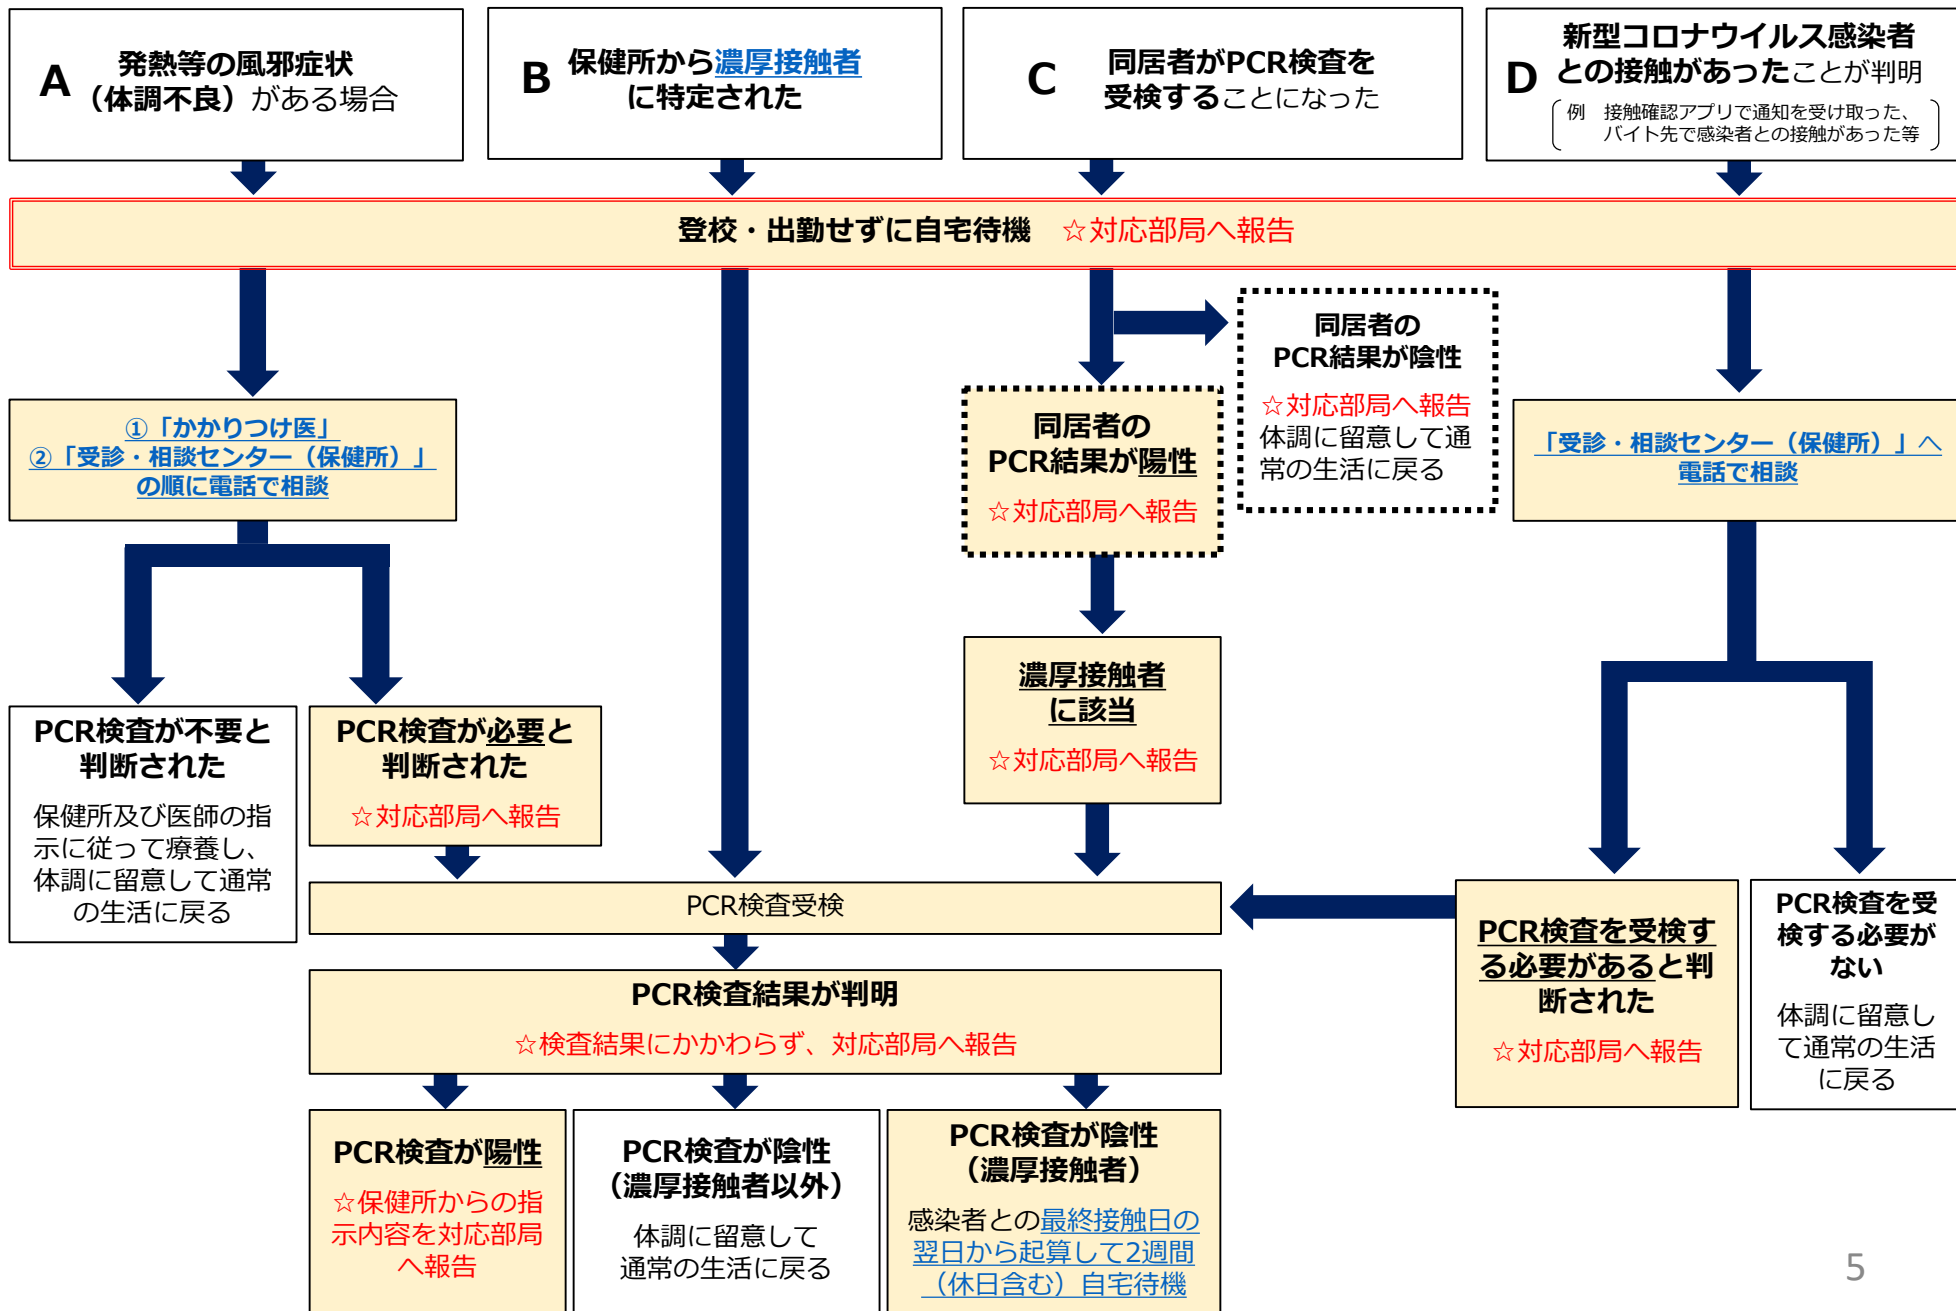 A
発熱等の風邪症状
（体調不良）がある場合
B
保健所から濃厚接触者
に特定された
C
同居者がPCR検査を
受検することになった
D
新型コロナウイルス感染者
との接触があったことが判明
例　接触確認アプリで通知を受け取った、
バイト先で感染者との接触があった等
登校・出勤せずに自宅待機　☆対応部局へ報告
①「かかりつけ医」
②「受診・相談センター（保健所）」
の順に電話で相談
同居者の
PCR結果が陽性
☆対応部局へ報告
同居者の
PCR結果が陰性
☆対応部局へ報告
体調に留意して通
常の生活に戻る
「受診・相談センター（保健所）」へ
電話で相談
濃厚接触者
に該当
☆対応部局へ報告
PCR検査が不要と
判断された
保健所及び医師の指
示に従って療養し、
体調に留意して通常
の生活に戻る
PCR検査が必要と
判断された
☆対応部局へ報告
PCR検査受検
PCR検査を受検す
る必要があると判
断された
☆対応部局へ報告
PCR検査を受
検する必要が
ない
体調に留意し
て通常の生活
に戻る
PCR検査結果が判明
☆検査結果にかかわらず、対応部局へ報告
PCR検査が陽性
☆保健所からの指
示内容を対応部局
へ報告
PCR検査が陰性
（濃厚接触者以外）
体調に留意して
通常の生活に戻る
PCR検査が陰性
（濃厚接触者）
感染者との最終接触日の
翌日から起算して2週間
（休日含む）自宅待機
5